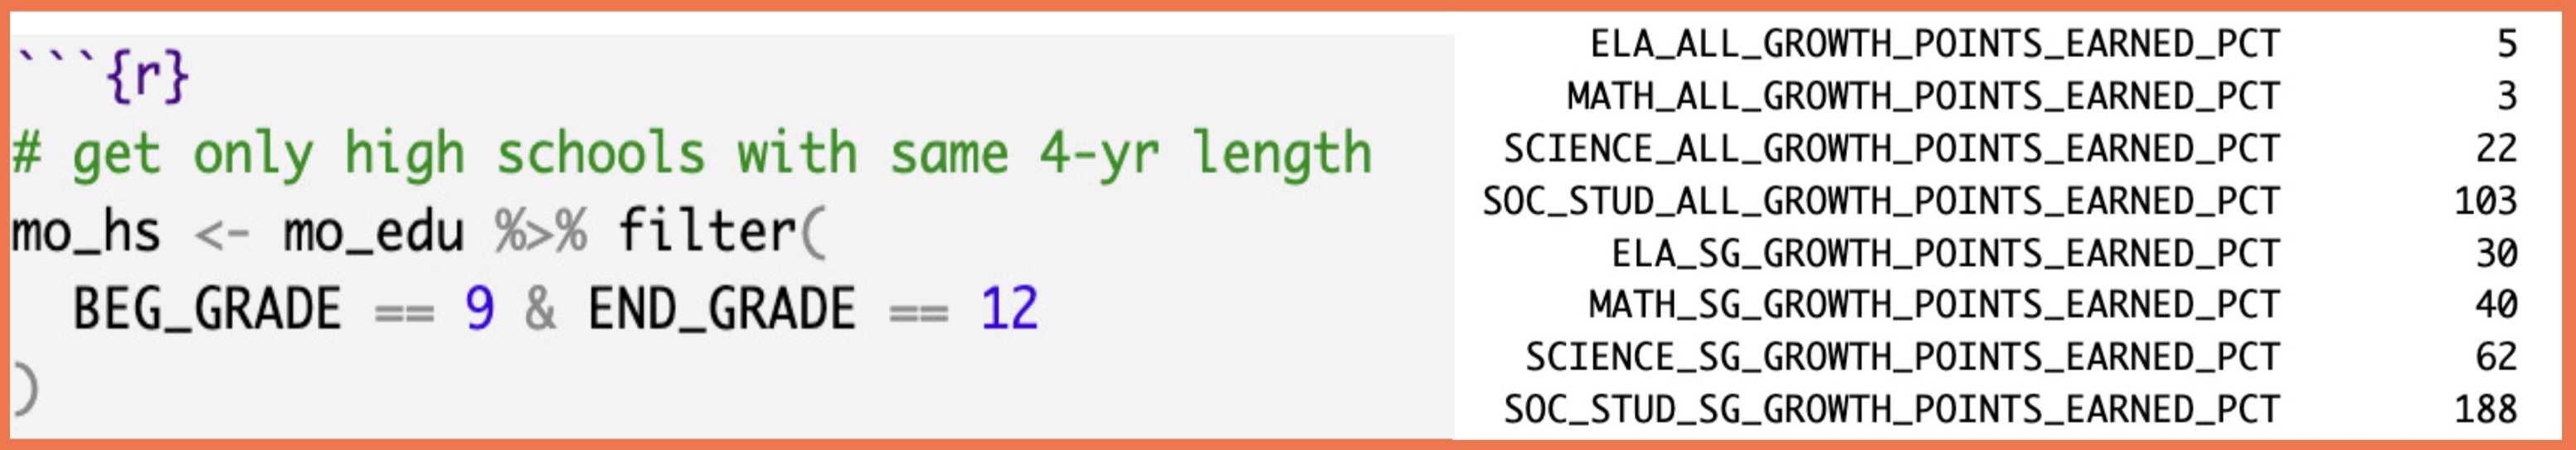 ```{r}
# get only high schools with same 4-yr length
mo_hs <- mo_edu %>% filter(
  BEG_GRADE == 9 & END_GRADE == 12
)
ELA_ALL_GROWTH_POINTS_EARNED_PCT 5
MATH_ALL_GROWTH_POINTS_EARNED_PCT 3
SCIENCE_ALL_GROWTH_POINTS_EARNED_PCT 22
SOC_STUD_ALL_GROWTH_POINTS_EARNED_PCT 103
ELA_SG_GROWTH_POINTS_EARNED_PCT 30
MATH_SG_GROWTH_POINTS_EARNED_PCT 40
SCIENCE_SG_GROWTH_POINTS_EARNED_PCT 62
SOC_STUD_SG_GROWTH_POINTS_EARNED_PCT 188